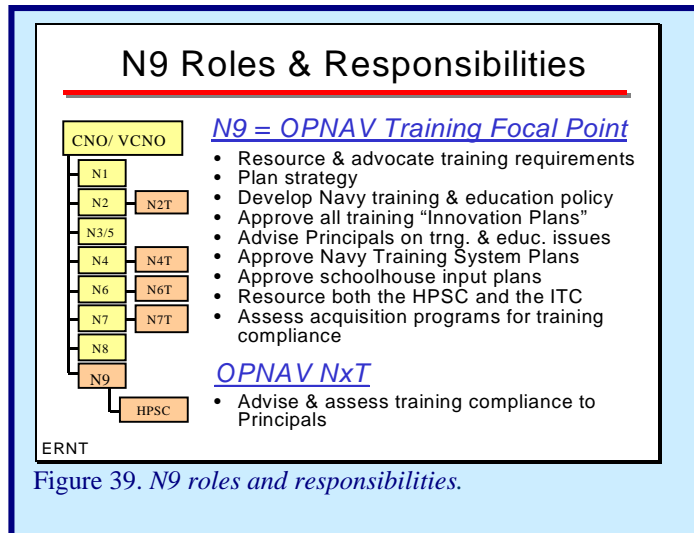 N9 Roles & Responsibilities
CNO/ VCNO
N1
N2
N2T
N3/5
N4
N4T
N6
N6T
N7
N7T
N8
N9
HPSC
N9 = OPNAV Training Focal Point
• Resource & advocate training requirements
• Plan strategy
• Develop Navy training & education policy
• Approve all training “Innovation Plans”
• Advise Principals on trng. & educ. issues
• Approve Navy Training System Plans
• Approve schoolhouse input plans
• Resource both the HPSC and the ITC
• Assess acquisition programs for training
compliance
OPNAV NxT
• Advise & assess training compliance to
Principals
ERNT
Figure 39. N9 roles and responsibilities.